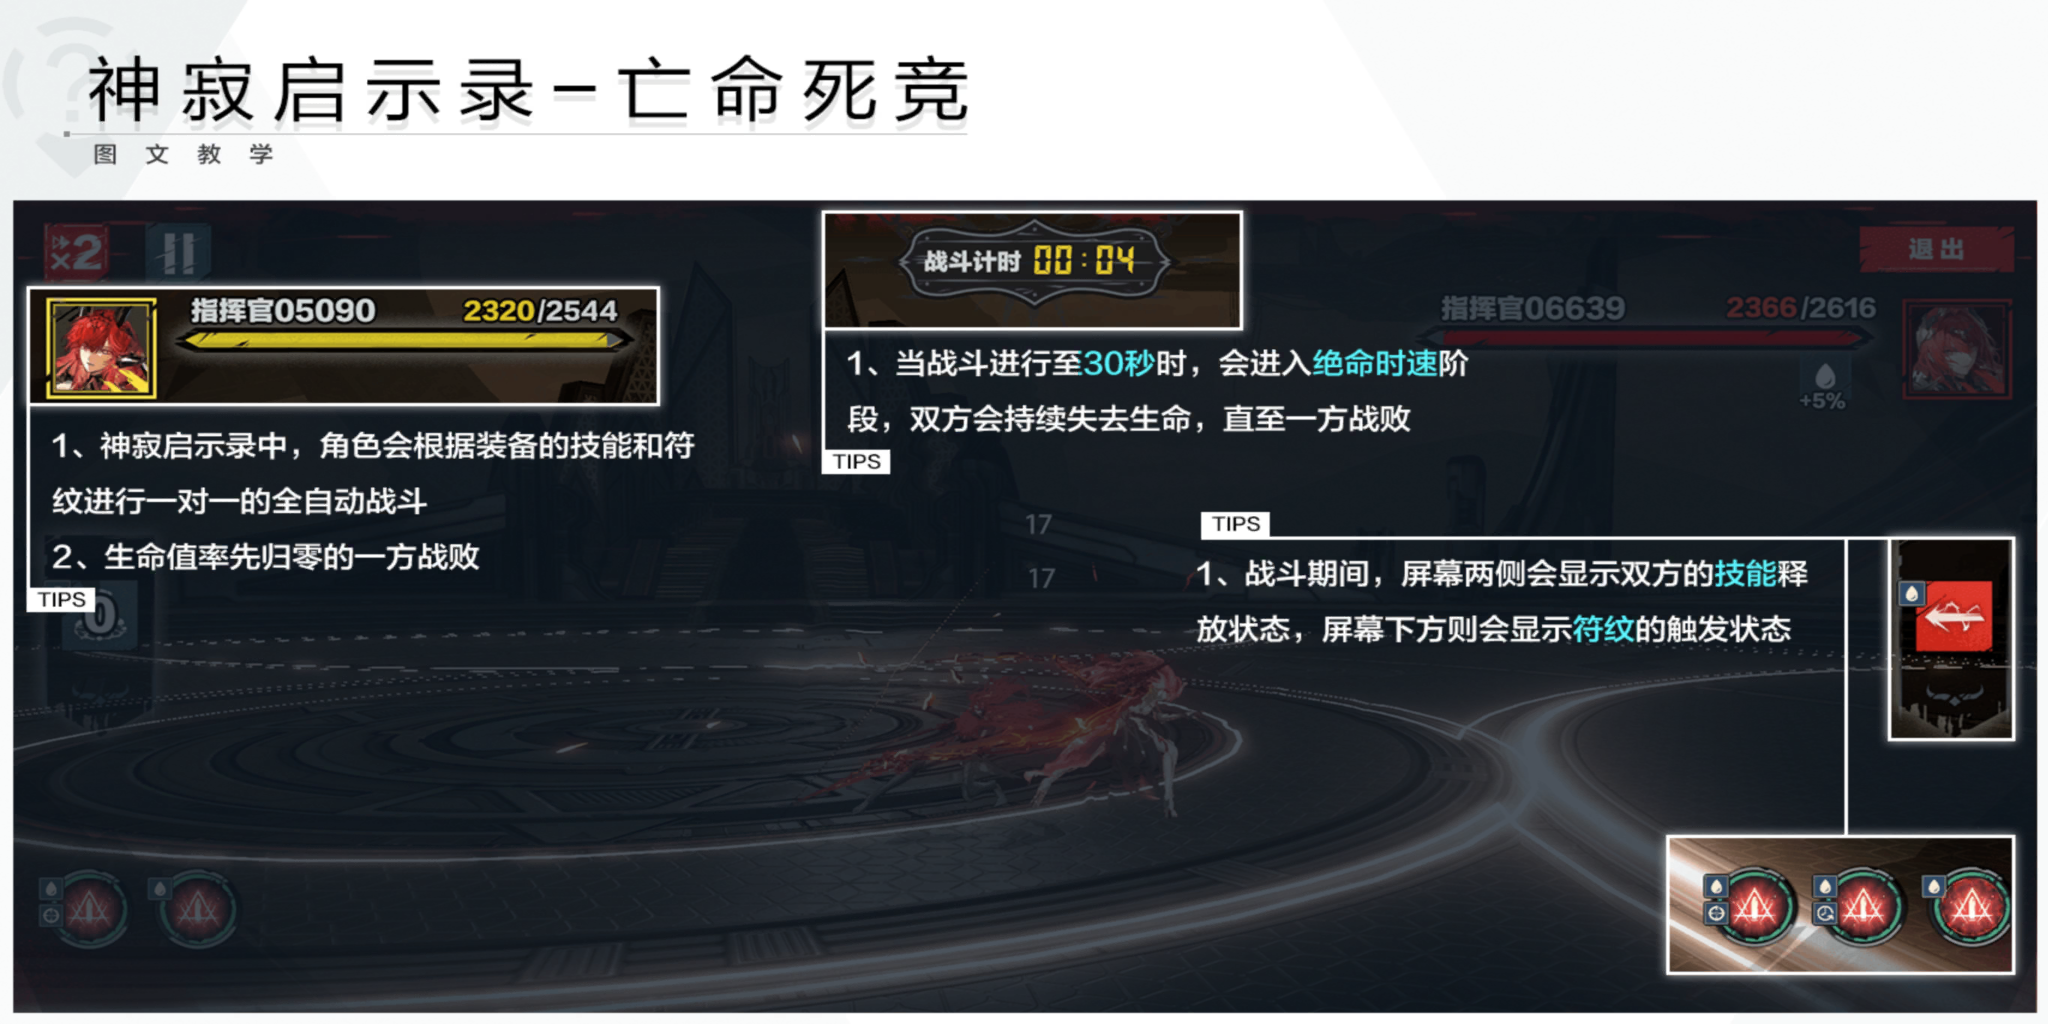 神寂启示录-亡命死竞
图文教学
×2
退出
指挥官05090 2320/2544
战斗计时 00:04
指挥官06639 2366/2616
+5%
1、神寂启示录中，角色会根据装备的技能和符
纹进行一对一的全自动战斗
2、生命值率先归零的一方战败
TIPS
0
1、当战斗进行至30秒时，会进入绝命时速阶
段，双方会持续失去生命，直至一方战败
TIPS
17
17
TIPS
1、战斗期间，屏幕两侧会显示双方的技能释
放状态，屏幕下方则会显示符纹的触发状态